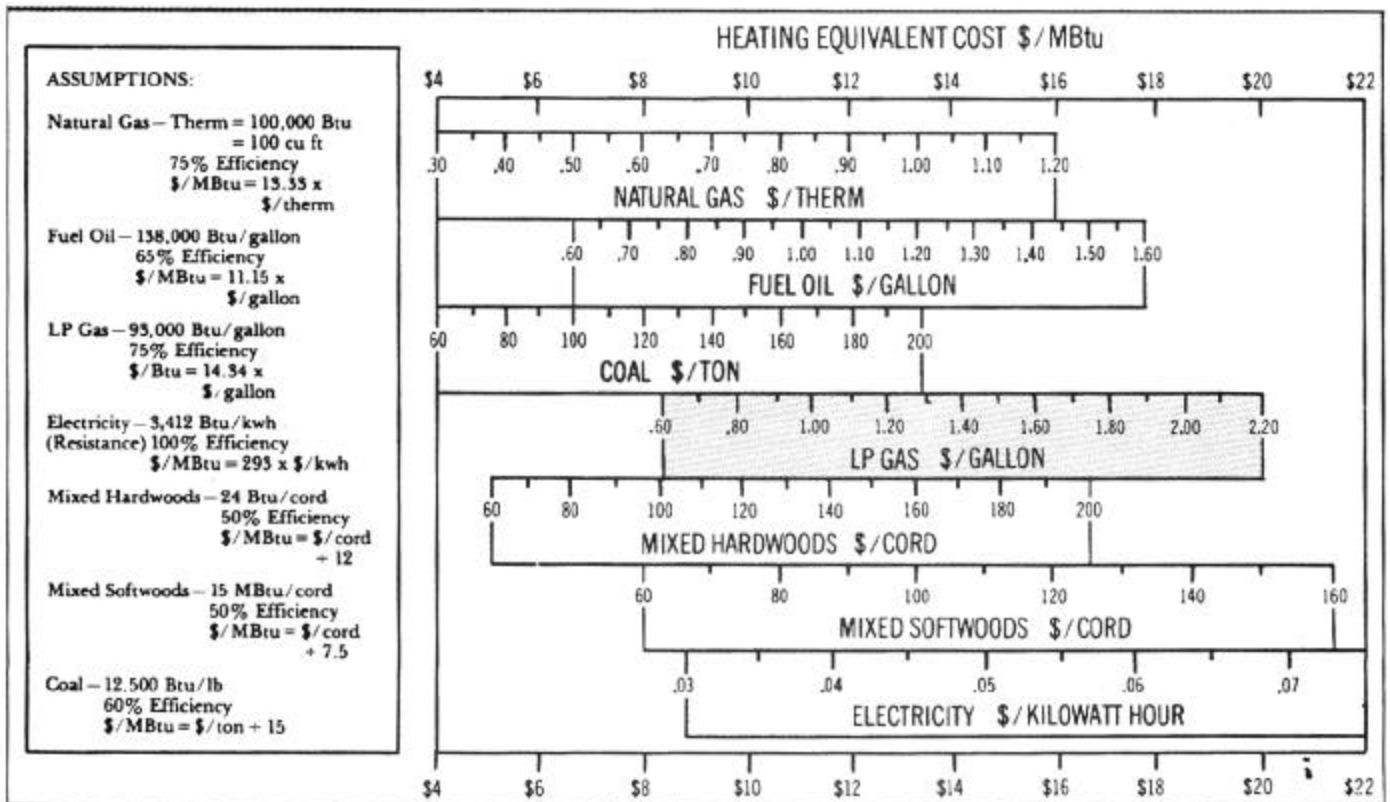 ASSUMPTIONS:
Natural Gas – Therm = 100,000 Btu
= 100 cu ft
75% Efficiency
$/MBtu = 13.33 x
$/therm
Fuel Oil – 138,000 Btu/gallon
65% Efficiency
$/MBtu = 11.15 x
$/gallon
LP Gas – 93,000 Btu/gallon
75% Efficiency
$/Btu = 14.34 x
$/gallon
Electricity – 3,412 Btu/kwh
(Resistance) 100% Efficiency
$/MBtu = 293 x $/kwh
Mixed Hardwoods – 24 Btu/cord
50% Efficiency
$/MBtu = $/cord
÷ 12
Mixed Softwoods – 15 MBtu/cord
50% Efficiency
$/MBtu = $/cord
÷ 7.5
Coal – 12.500 Btu/lb
60% Efficiency
$/MBtu = $/ton ÷ 15
HEATING EQUIVALENT COST $/MBtu
$4 $6 $8 $10 $12 $14 $16 $18 $20 $22
.30 .40 .50 .60 .70 .80 .90 1.00 1.10 1.20
NATURAL GAS $/THERM
.60 .70 .80 .90 1.00 1.10 1.20 1.30 1.40 1.50 1.60
FUEL OIL $/GALLON
60 80 100 120 140 160 180 200
COAL $/TON
.60 .80 1.00 1.20 1.40 1.60 1.80 2.00 2.20
LP GAS $/GALLON
60 80 100 120 140 160 180 200
MIXED HARDWOODS $/CORD
60 80 100 120 140 160
MIXED SOFTWOODS $/CORD
.03 .04 .05 .06 .07
ELECTRICITY $/KILOWATT HOUR
$4 $6 $8 $10 $12 $14 $16 $18 $20 $22